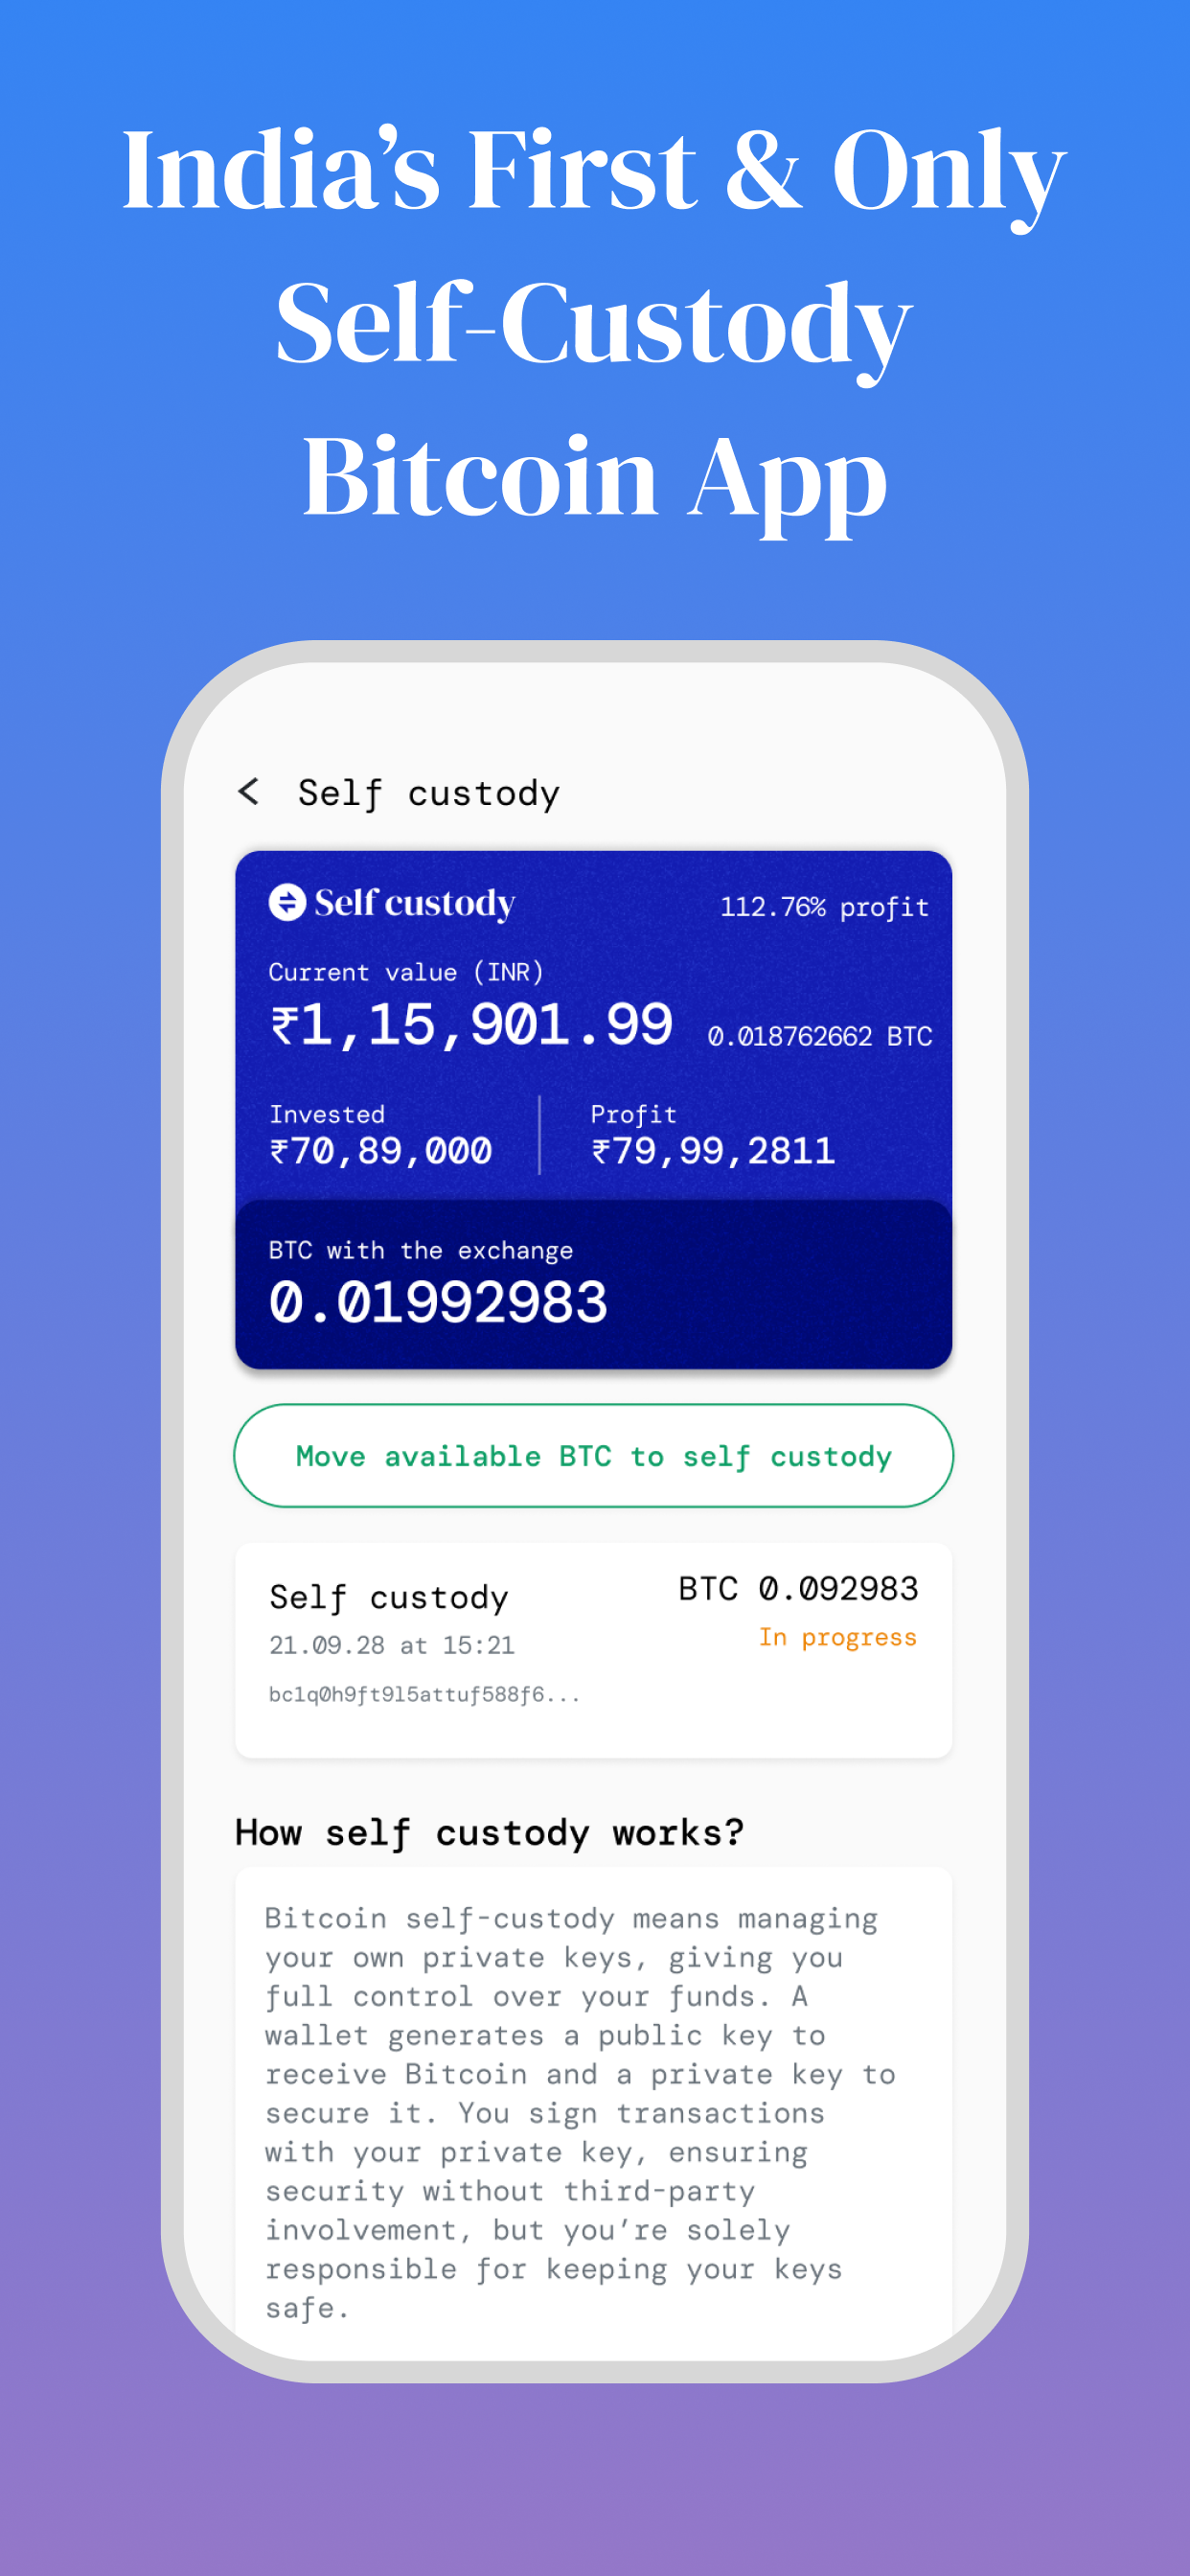 India’s First & Only
Self-Custody
Bitcoin App
Self custody
Self custody
112.76% profit
Current value (INR)
₹1,15,901.99
0.018762662 BTC
Invested
Profit
₹70,89,000
₹79,99,2811
BTC with the exchange
0.01992983
Move available BTC to self custody
Self custody
BTC 0.092983
21.09.28 at 15:21
In progress
bc1q0h9ft9l5attuf588f6...
How self custody works?
Bitcoin self-custody means managing
your own private keys, giving you
full control over your funds. A
wallet generates a public key to
receive Bitcoin and a private key to
secure it. You sign transactions
with your private key, ensuring
security without third-party
involvement, but you’re solely
responsible for keeping your keys
safe.